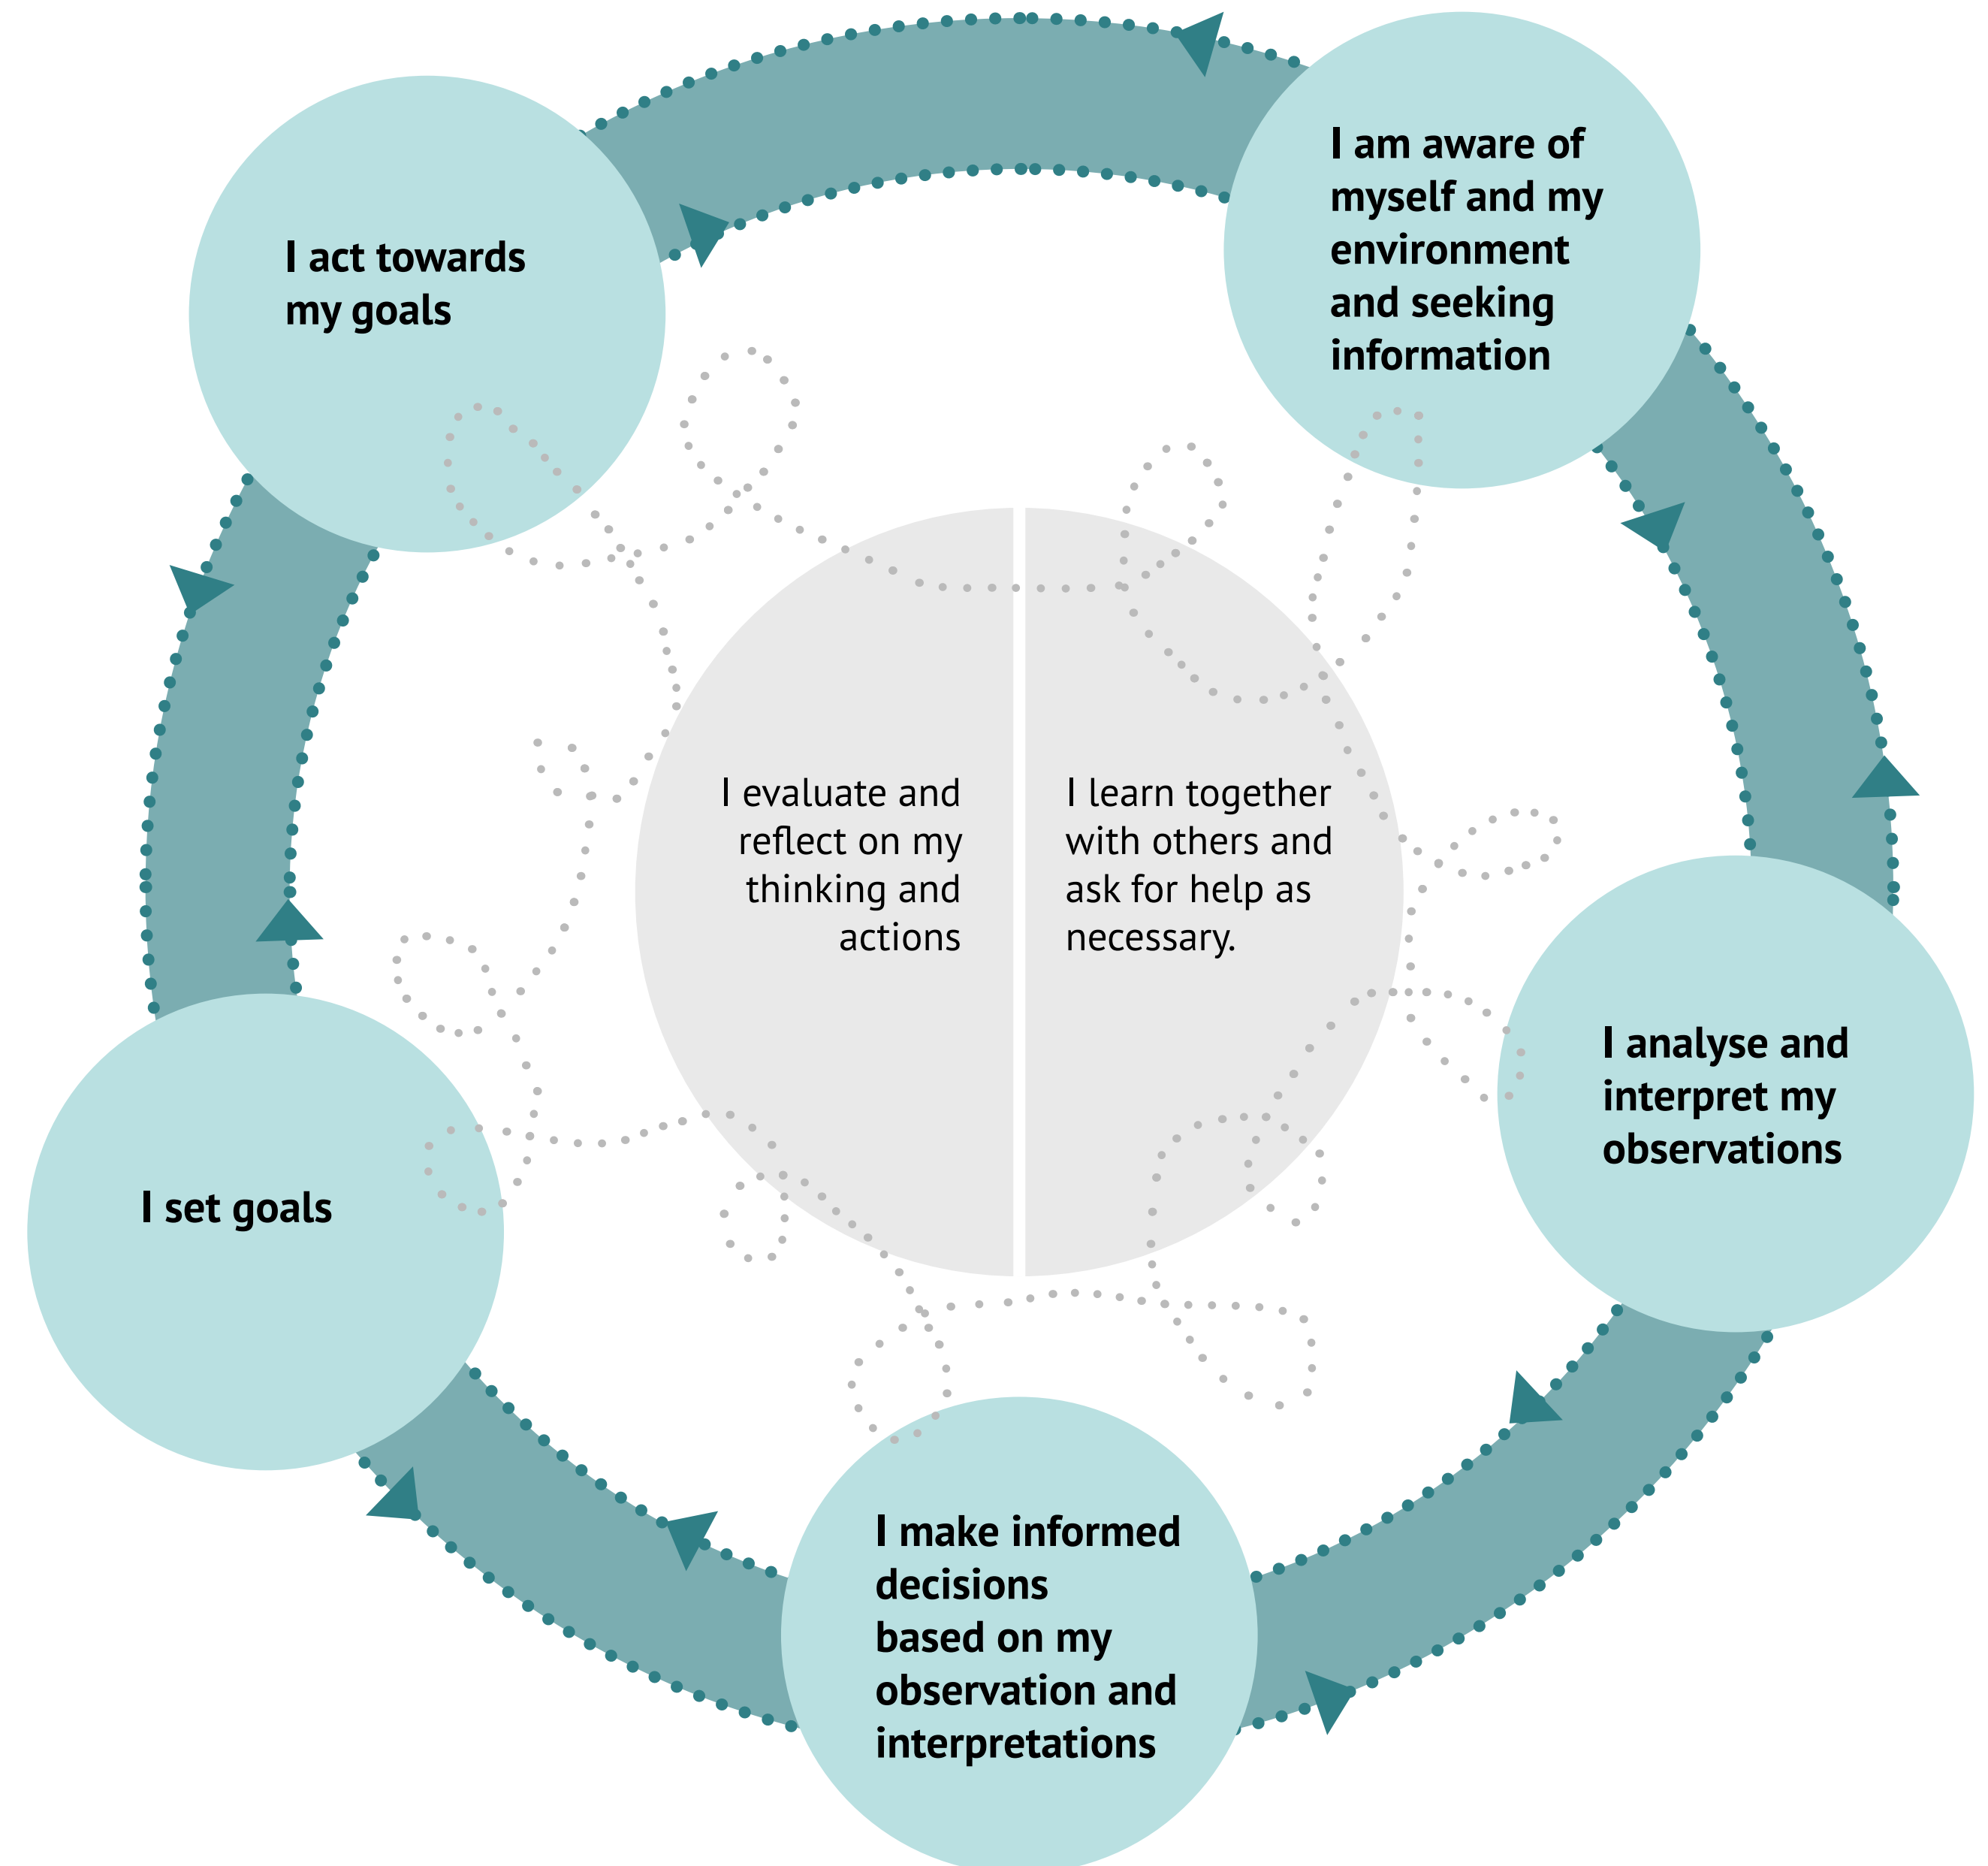 I am aware of
myself and my
environment
and seeking
information
I act towards
my goals
I evaluate and
reflect on my
thinking and
actions
I learn together
with others and
ask for help as
necessary.
I analyse and
interpret my
observations
I set goals
I make informed
decisions
based on my
observation and
interpretations